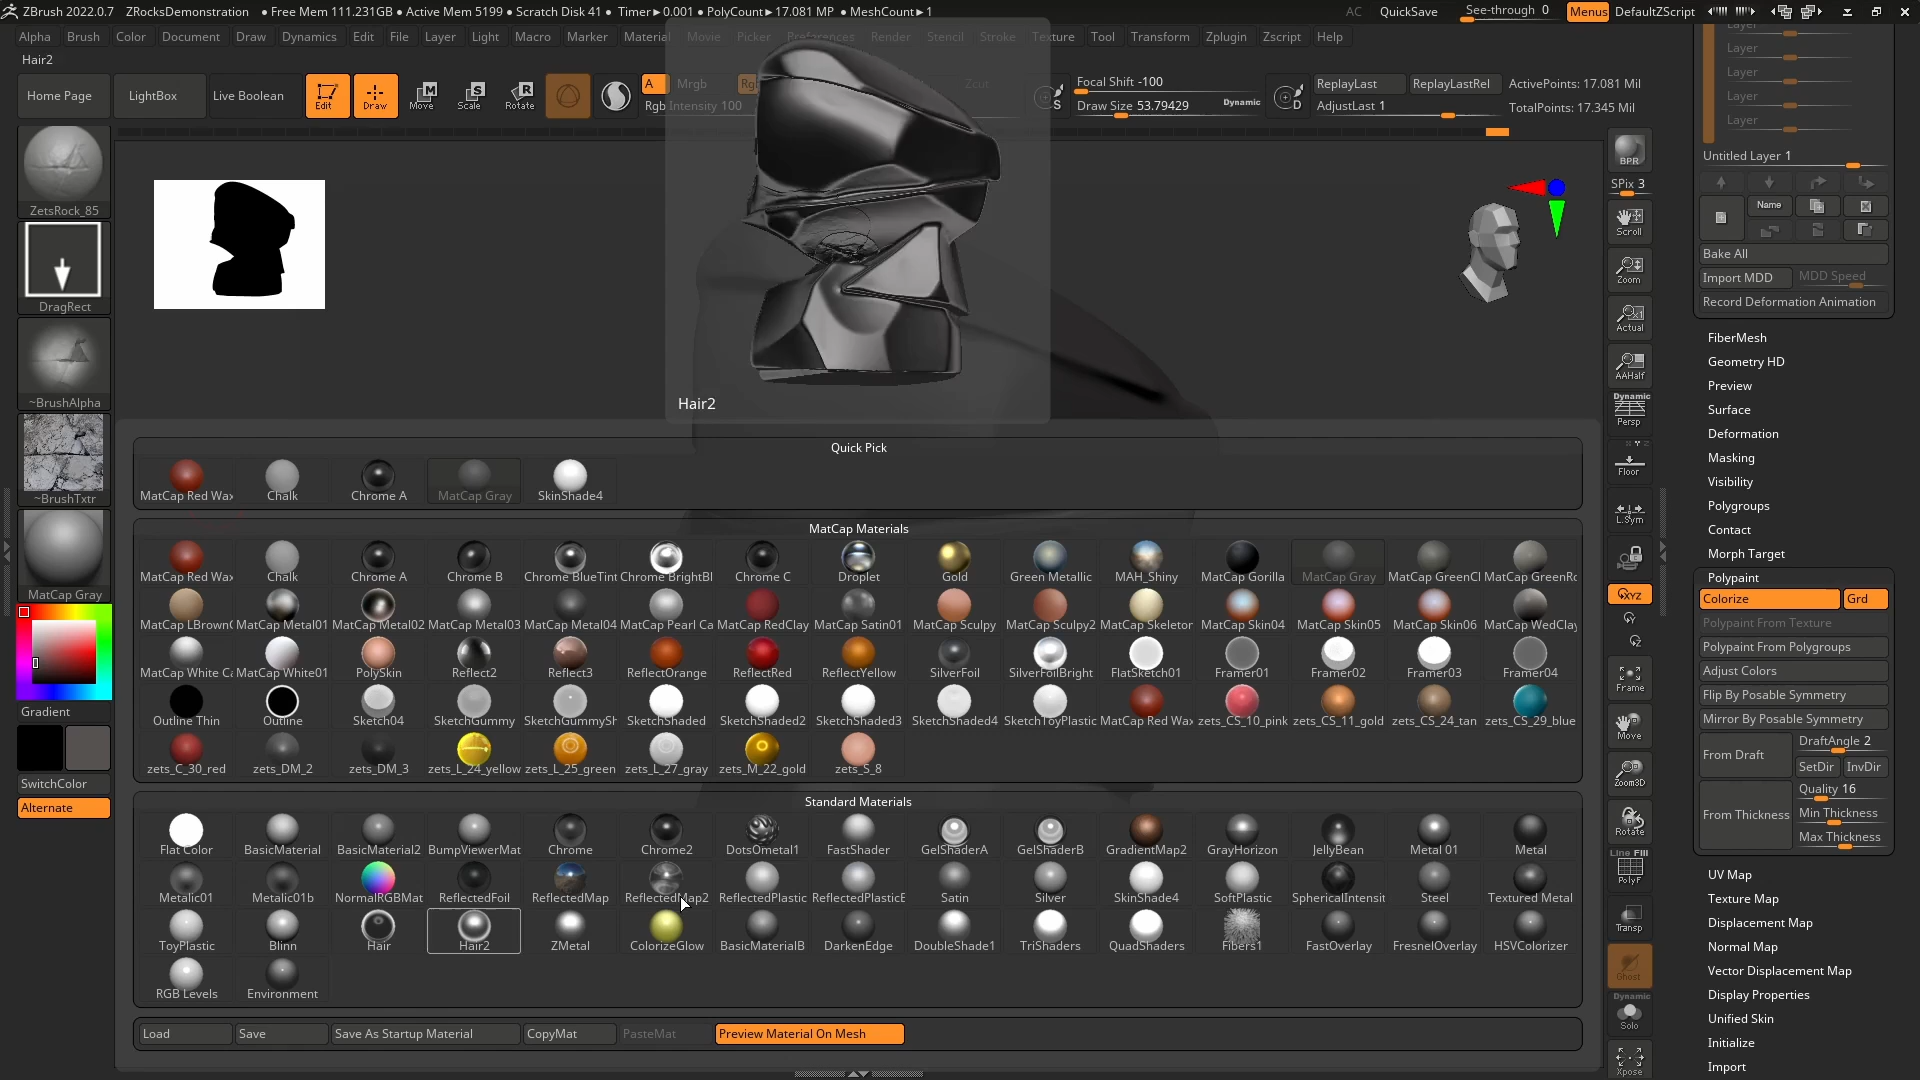 ZBrush 2022.0.7 ZRocksDemonstration ● Free Mem 111.231GB ● Active Mem 5199 ● Scratch Disk 41 ● Timer►0.001 ● PolyCount►17.081 MP ● MeshCount►1 AC QuickSave See-through 0 Menus DefaultZScript
Alpha Brush Color Document Draw Dynamics Edit File Layer Light Macro Marker Material Movie Picker Preferences Render Stencil Stroke Texture Tool Transform Zplugin Zscript Help
Hair2
Home Page LightBox Live Boolean Edit Draw Move Scale Rotate A Mrgb Zcut
Rgb Intensity 100
S Focal Shift -100
Draw Size 53.79429 Dynamic
D ReplayLast ReplayLastRel ActivePoints: 17.081 Mil
AdjustLast 1 TotalPoints: 17.345 Mil
ZetsRock_85
DragRect
~BrushAlpha
~BrushTxtr
MatCap Gray
Gradient
SwitchColor
Alternate
Hair2
Quick Pick
MatCap Red Wax Chalk Chrome A MatCap Gray SkinShade4
MatCap Materials
MatCap Red Wax Chalk Chrome A Chrome B Chrome BlueTint Chrome BrightBl Chrome C Droplet Gold Green Metallic MAH_Shiny MatCap Gorilla MatCap Gray MatCap GreenCl MatCap GreenRo
MatCap LBrownC MatCap Metal01 MatCap Metal02 MatCap Metal03 MatCap Metal04 MatCap Pearl Ca MatCap RedClay MatCap Satin01 MatCap Sculpy MatCap Sculpy2 MatCap Skeleton MatCap Skin04 MatCap Skin05 MatCap Skin06 MatCap WedClay
MatCap White Ca MatCap White01 PolySkin Reflect2 Reflect3 ReflectOrange ReflectRed ReflectYellow SilverFoil SilverFoilBright FlatSketch01 Framer01 Framer02 Framer03 Framer04
Outline Thin Outline Sketch04 SketchGummy SketchGummySh SketchShaded SketchShaded2 SketchShaded3 SketchShaded4 SketchToyPlastic MatCap Red Wax zets_CS_10_pink zets_CS_11_gold zets_CS_24_tan zets_CS_29_blue
zets_C_30_red zets_DM_2 zets_DM_3 zets_L_24_yellow zets_L_25_green zets_L_27_gray zets_M_22_gold zets_S_8
Standard Materials
Flat Color BasicMaterial BasicMaterial2 BumpViewerMat Chrome Chrome2 DotsOmetal1 FastShader GelShaderA GelShaderB GradientMap2 GrayHorizon JellyBean Metal 01 Metal
Metalic01 Metalic01b NormalRGBMat ReflectedFoil ReflectedMap ReflectedMap2 ReflectedPlastic ReflectedPlasticB Satin Silver SkinShade4 SoftPlastic SphericalIntensit Steel Textured Metal
ToyPlastic Blinn Hair Hair2 ZMetal ColorizeGlow BasicMaterialB DarkenEdge DoubleShade1 TriShaders QuadShaders Fibers1 FastOverlay FresnelOverlay HSVColorizer
RGB Levels Environment
Load Save Save As Startup Material CopyMat PasteMat Preview Material On Mesh
BPR
SPix 3
Scroll
Zoom
Actual
AAHalf
Dynamic
Persp
Floor
L.Sym
XYZ
Y
Z
Frame
Move
Zoom3D
Rotate
Line Fill
PolyF
Transp
Ghost
Dynamic
Solo
Xpose
Layer
Layer
Layer
Layer
Layer
Untitled Layer 1
Name
Bake All
Import MDD MDD Speed
Record Deformation Animation
FiberMesh
Geometry HD
Preview
Surface
Deformation
Masking
Visibility
Polygroups
Contact
Morph Target
Polypaint
Colorize Grd
Polypaint From Texture
Polypaint From Polygroups
Adjust Colors
Flip By Posable Symmetry
Mirror By Posable Symmetry
From Draft DraftAngle 2
SetDir InvDir
From Thickness Quality 16
Min Thickness
Max Thickness
UV Map
Texture Map
Displacement Map
Normal Map
Vector Displacement Map
Display Properties
Unified Skin
Initialize
Import